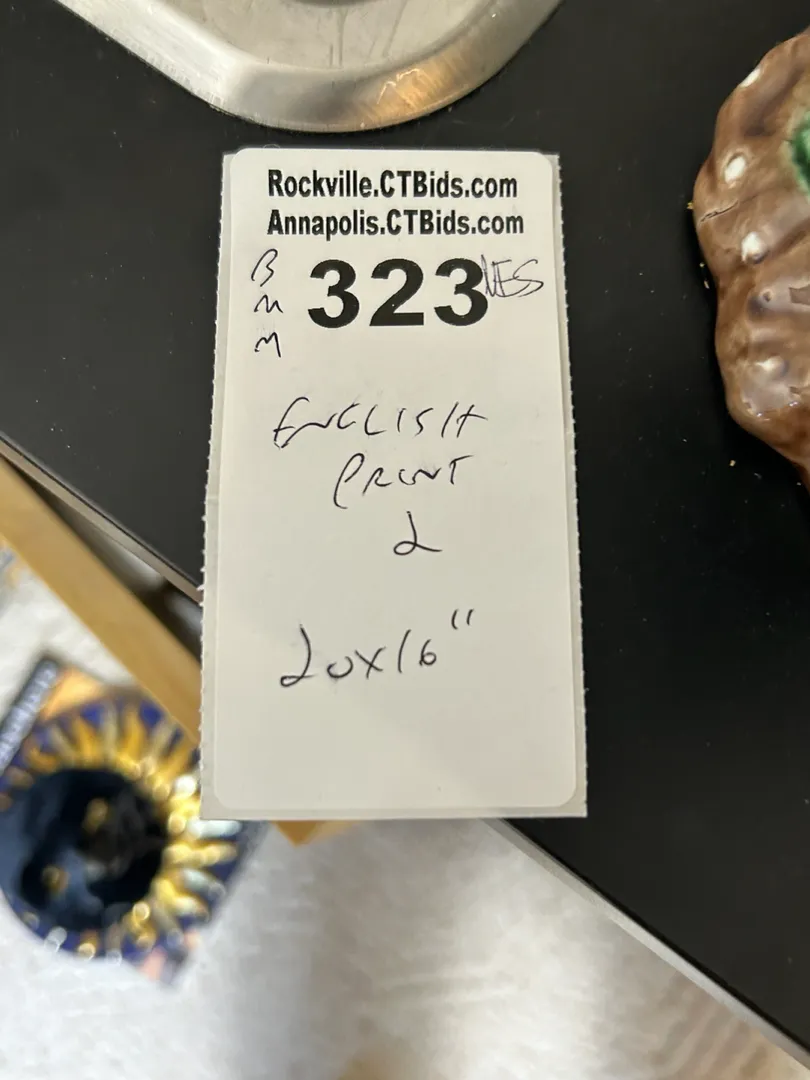 Rockville.CTBids.com
Annapolis.CTBids.com
B
M
M
323
ENGLISH
PRINT
2
20x16"